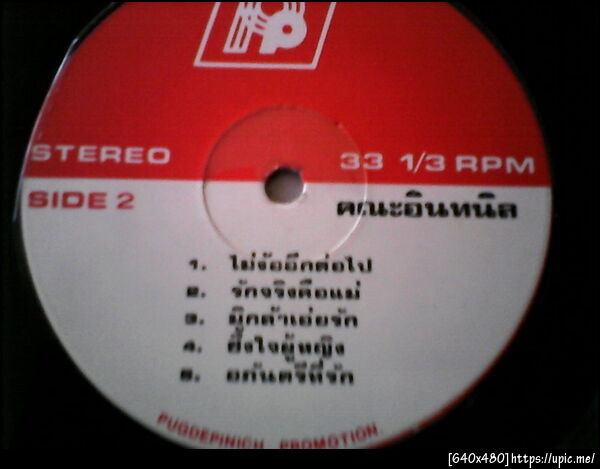 STEREO
33 1/3 RPM
SIDE 2
คณะอินทนิล
1. ไม่ง้ออีกต่อไป
2. รักจริงคือแม่
3. มุิกต้าเอ่ยรัก
4. ซึ้งใจผู้หญิง
5. อกันตรีที่รัก
PUGDEPINICH PROMOTION
[640x480]https://upic.me/